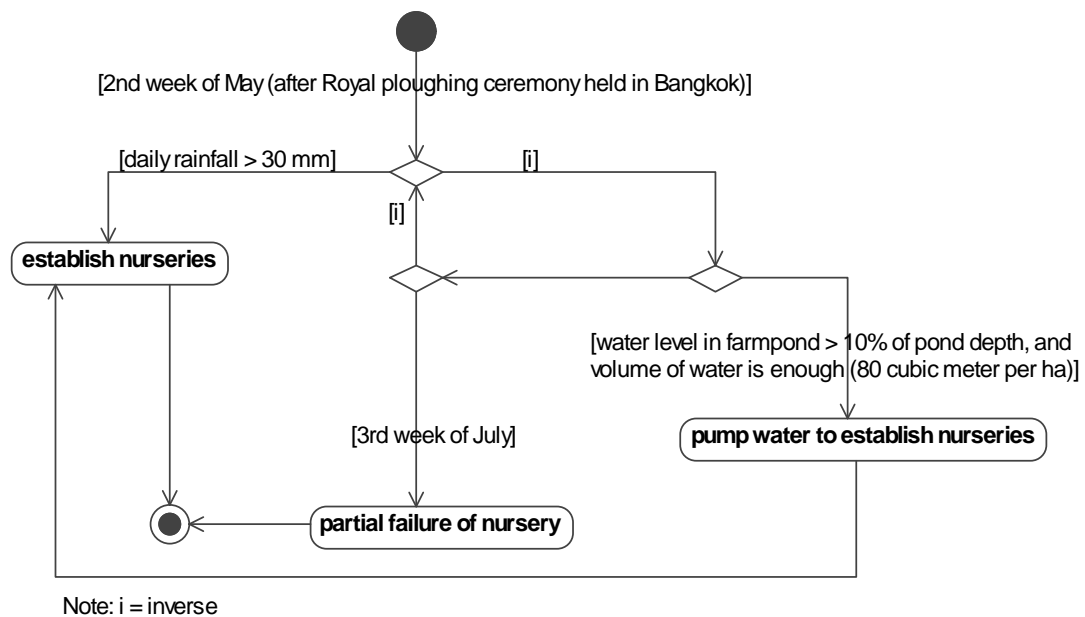 [2nd week of May (after Royal ploughing ceremony held in Bangkok)]
[daily rainfall > 30 mm]
[i]
[i]
establish nurseries
[water level in farmpond > 10% of pond depth, and
volume of water is enough (80 cubic meter per ha)]
[3rd week of July]
pump water to establish nurseries
partial failure of nursery
Note: i = inverse